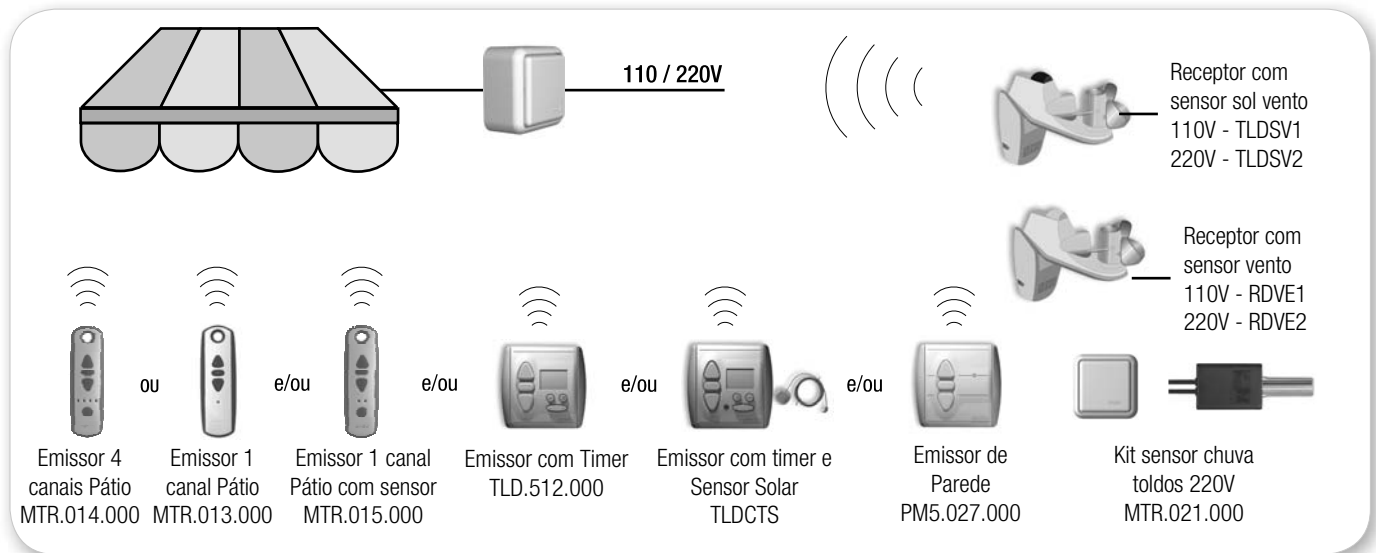 110 / 220V
Receptor com
sensor sol vento
110V - TLDSV1
220V - TLDSV2
Receptor com
sensor vento
110V - RDVE1
220V - RDVE2
ou
e/ou
e/ou
e/ou
e/ou
Emissor 4
canais Pátio
MTR.014.000
Emissor 1
canal Pátio
MTR.013.000
Emissor 1 canal
Pátio com sensor
MTR.015.000
Emissor com Timer
TLD.512.000
Emissor com timer e
Sensor Solar
TLDCTS
Emissor de
Parede
PM5.027.000
Kit sensor chuva
toldos 220V
MTR.021.000